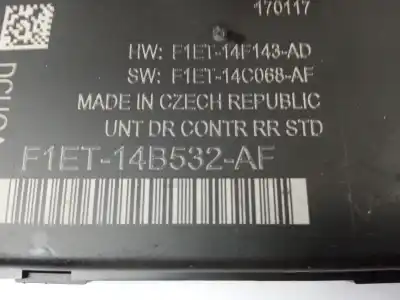 170117
HW: F1ET-14F143-AD
SW: F1ET-14C068-AF
MADE IN CZECH REPUBLIC
UNT DR CONTR RR STD
F1ET-14B532-AF